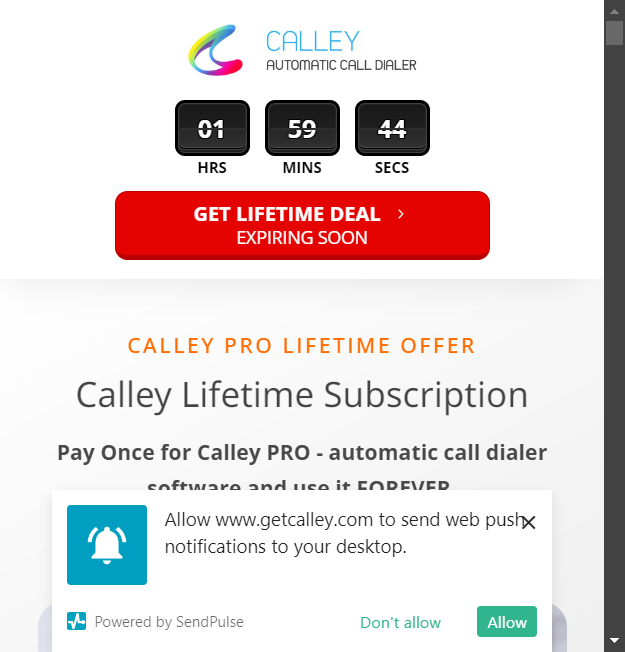 CALLEY
AUTOMATIC CALL DIALER
01 59 44
HRS MINS SECS
GET LIFETIME DEAL
EXPIRING SOON
CALLEY PRO LIFETIME OFFER
Calley Lifetime Subscription
Pay Once for Calley PRO - automatic call dialer
software and use it FOREVER
Allow www.getcalley.com to send web push
notifications to your desktop.
Powered by SendPulse Don't allow Allow